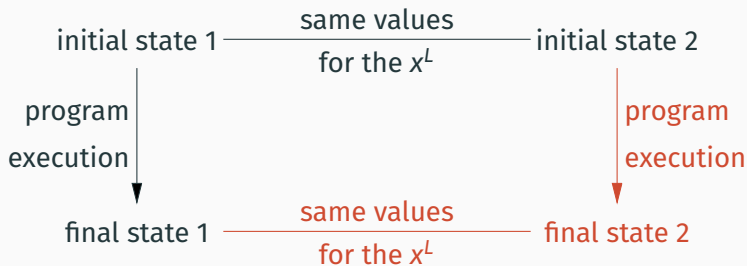 same values
initial state 1 initial state 2
for the x^L
program program
execution execution
same values
final state 1 final state 2
for the x^L